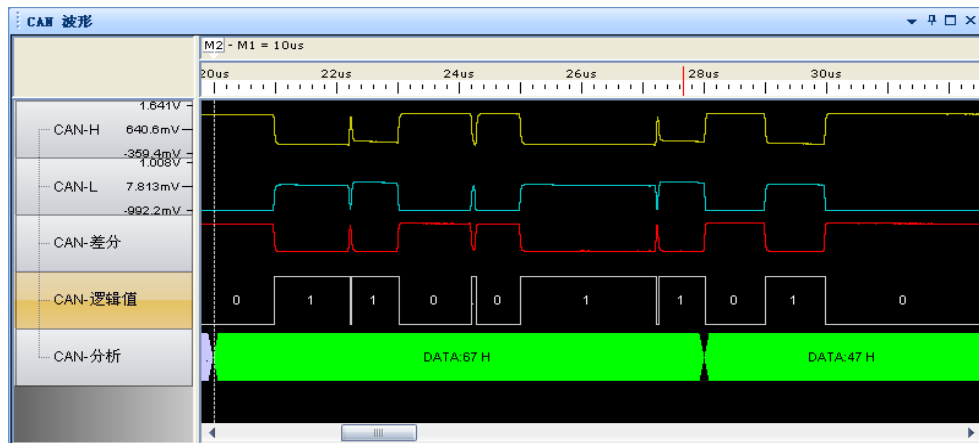 CAN 波形
M2 - M1 = 10us
20us 22us 24us 26us 28us 30us
1.641V
CAN-H 640.6mV
-359.4mV
1.008V
CAN-L 7.813mV
-992.2mV
CAN-差分
CAN-逻辑值 0 1 1 0 0 1 1 0 1 0
CAN-分析 DATA:67 H DATA:47 H